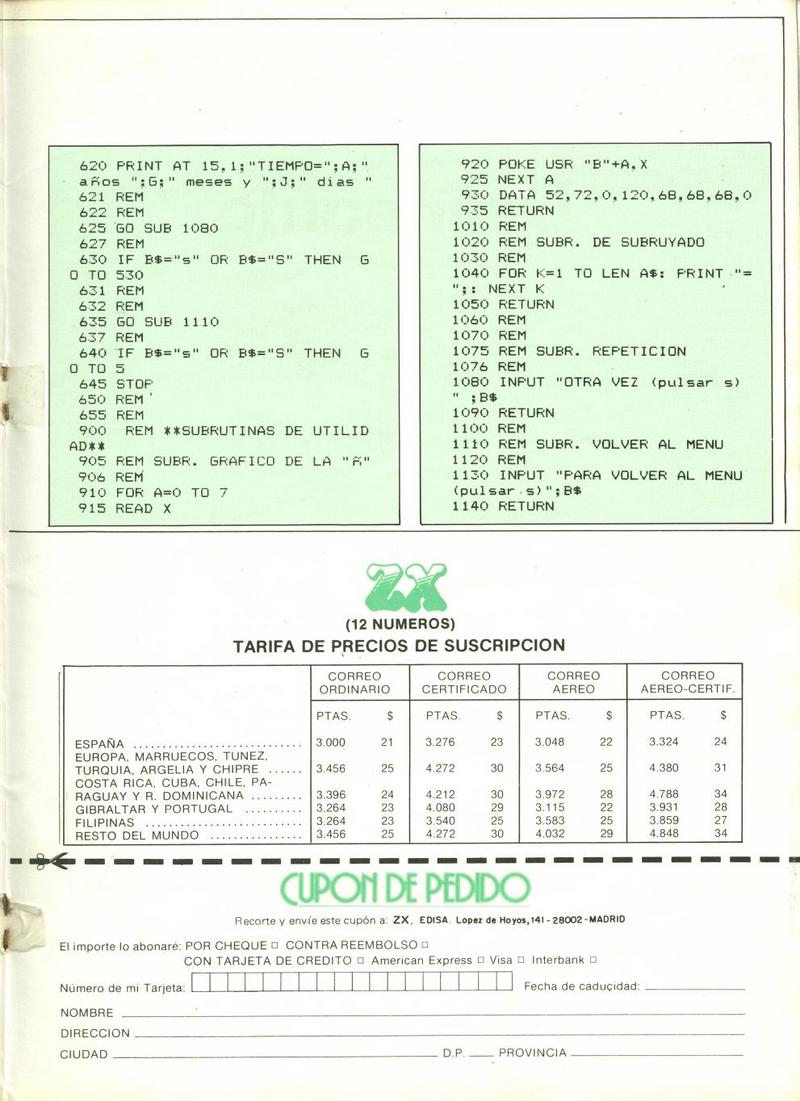 620 PRINT AT 15,1;"TIEMPO=";A;"
años ";G;" meses y ";J;" dias "
621 REM
622 REM
625 GO SUB 1080
627 REM
630 IF B$="s" OR B$="S" THEN  G
O TO 530
631 REM
632 REM
635 GO SUB 1110
637 REM
640 IF B$="s" OR B$="S" THEN  G
O TO 5
645 STOP
650 REM
655 REM
900  REM **SUBRUTINAS DE UTILID
AD**
905 REM SUBR. GRAFICO DE LA "Ñ"
906 REM
910 FOR A=0 TO 7
915 READ X
920 POKE USR "B"+A,X
925 NEXT A
930 DATA 52,72,0,120,68,68,68,0
935 RETURN
1010 REM
1020 REM SUBR. DE SUBRUYADO
1030 REM
1040 FOR K=1 TO LEN A$: PRINT "=
";: NEXT K
1050 RETURN
1060 REM
1070 REM
1075 REM SUBR. REPETICION
1076 REM
1080 INPUT "OTRA VEZ (pulsar s)
" ;B$
1090 RETURN
1100 REM
1110 REM SUBR. VOLVER AL MENU
1120 REM
1130 INPUT "PARA VOLVER AL MENU
(pulsar s)";B$
1140 RETURN
ZX
(12 NUMEROS)
TARIFA DE PRECIOS DE SUSCRIPCION
CORREO ORDINARIO CORREO CERTIFICADO CORREO AEREO CORREO AEREO-CERTIF.
PTAS. $ PTAS. $ PTAS. $ PTAS. $
ESPAÑA ........................... 3.000 21 3.276 23 3.048 22 3.324 24
EUROPA, MARRUECOS, TUNEZ,
TURQUIA, ARGELIA Y CHIPRE ...... 3.456 25 4.272 30 3.564 25 4.380 31
COSTA RICA, CUBA, CHILE, PA-
RAGUAY Y R. DOMINICANA ......... 3.396 24 4.212 30 3.972 28 4.788 34
GIBRALTAR Y PORTUGAL .......... 3.264 23 4.080 29 3.115 22 3.931 28
FILIPINAS ......................... 3.264 23 3.540 25 3.583 25 3.859 27
RESTO DEL MUNDO ................ 3.456 25 4.272 30 4.032 29 4.848 34
CUPON DE PEDIDO
Recorte y envíe este cupón a: ZX, EDISA. Lopez de Hoyos, 141 - 28002 - MADRID
El importe lo abonaré: POR CHEQUE □ CONTRA REEMBOLSO □
CON TARJETA DE CREDITO □ American Express □ Visa □ Interbank □
Número de mi Tarjeta: Fecha de caducidad:
NOMBRE
DIRECCION
CIUDAD D.P. PROVINCIA